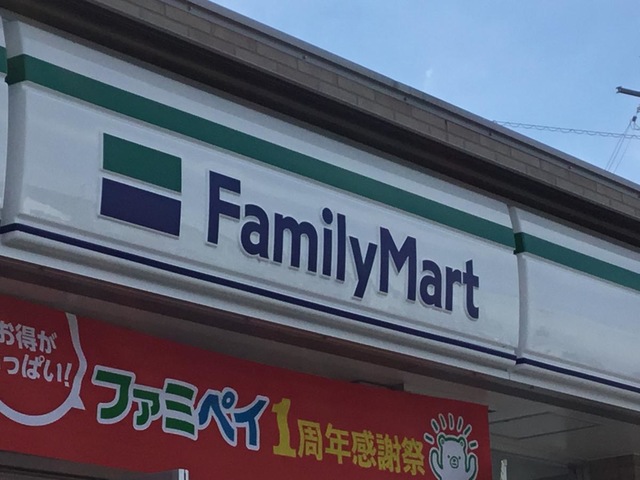 FamilyMart
お得が
っぱい!
ファミペイ 1周年感謝祭